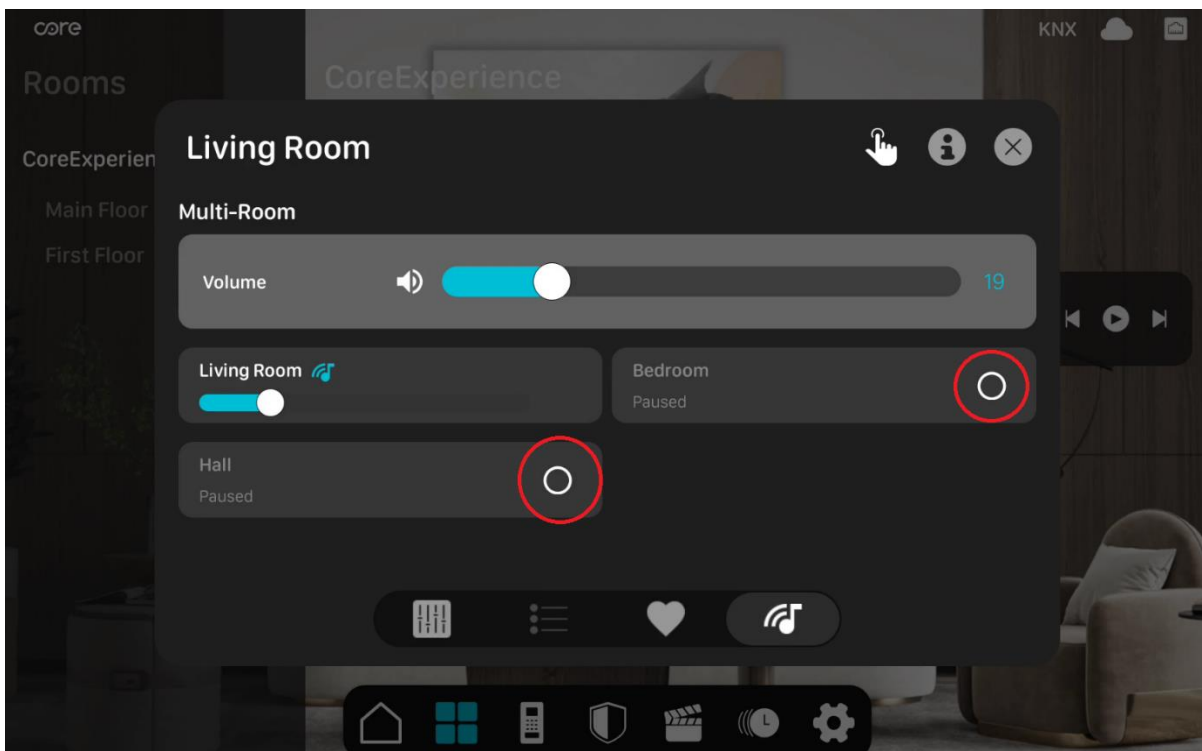 core
KNX
Rooms
CoreExperience
CoreExperien
Main Floor
First Floor
Living Room
Multi-Room
Volume
19
Living Room
Bedroom
Paused
Hall
Paused
L